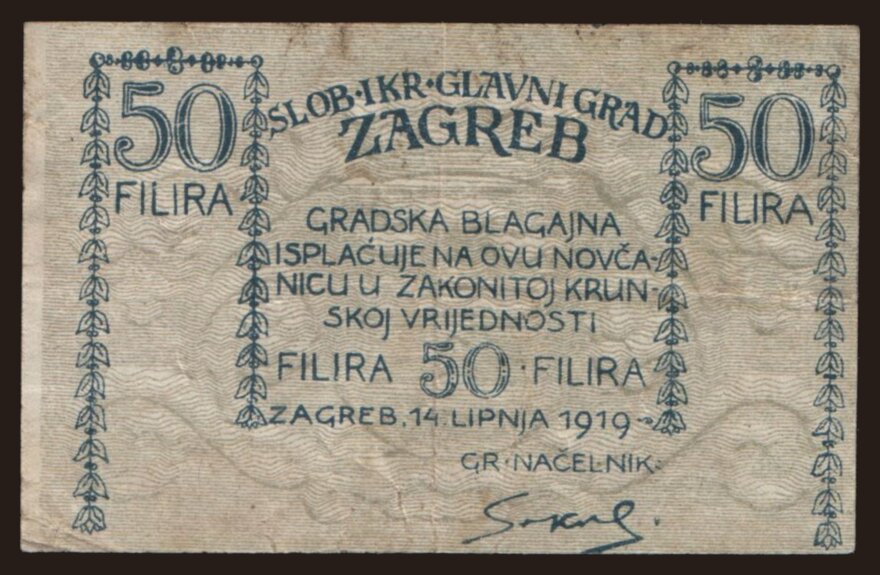 SLOB·I KR·GLAVNI GRAD
ZAGREB
50
FILIRA
50
FILIRA
GRADSKA BLAGAJNA
ISPLAĆUJE NA OVU NOVČA-
NICU U ZAKONITOJ KRUN-
SKOJ VRIJEDNOSTI
FILIRA 50 · FILIRA
ZAGREB, 14. LIPNJA 1919
GR·NAČELNIK: